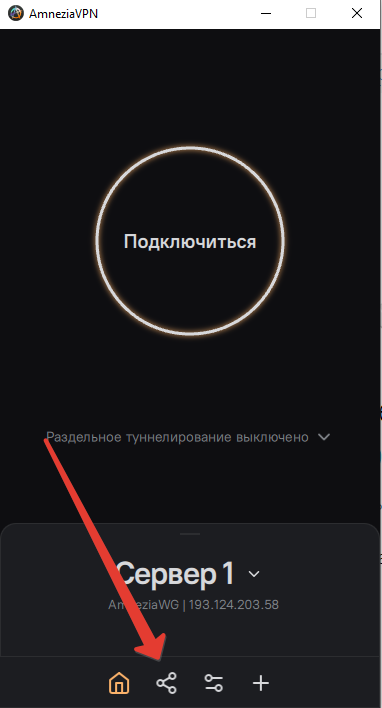 AmneziaVPN
Подключиться
Раздельное туннелирование выключено
Сервер 1
AmneziaWG | 193.124.203.58